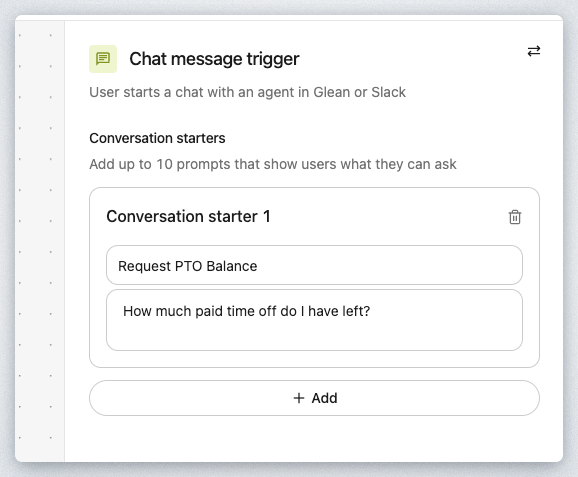 Chat message trigger
User starts a chat with an agent in Glean or Slack
Conversation starters
Add up to 10 prompts that show users what they can ask
Conversation starter 1
Request PTO Balance
How much paid time off do I have left?
+ Add